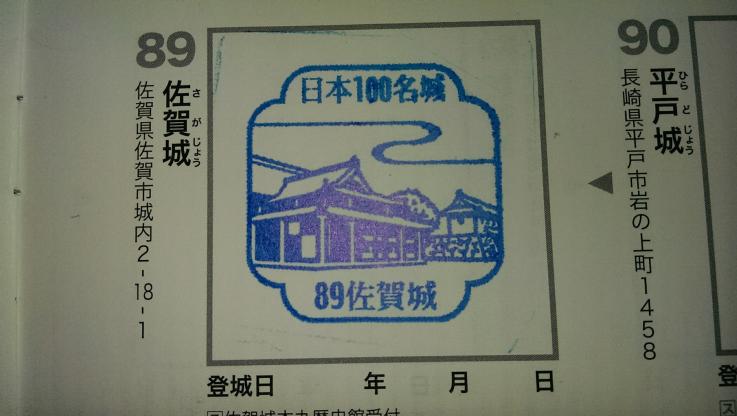 89
佐賀城
さがじょう
佐賀県佐賀市城内2-18-1
日本100名城
89佐賀城
登城日 年 月 日
90
平戸城
ひらどじょう
長崎県平戸市岩の上町1458
登